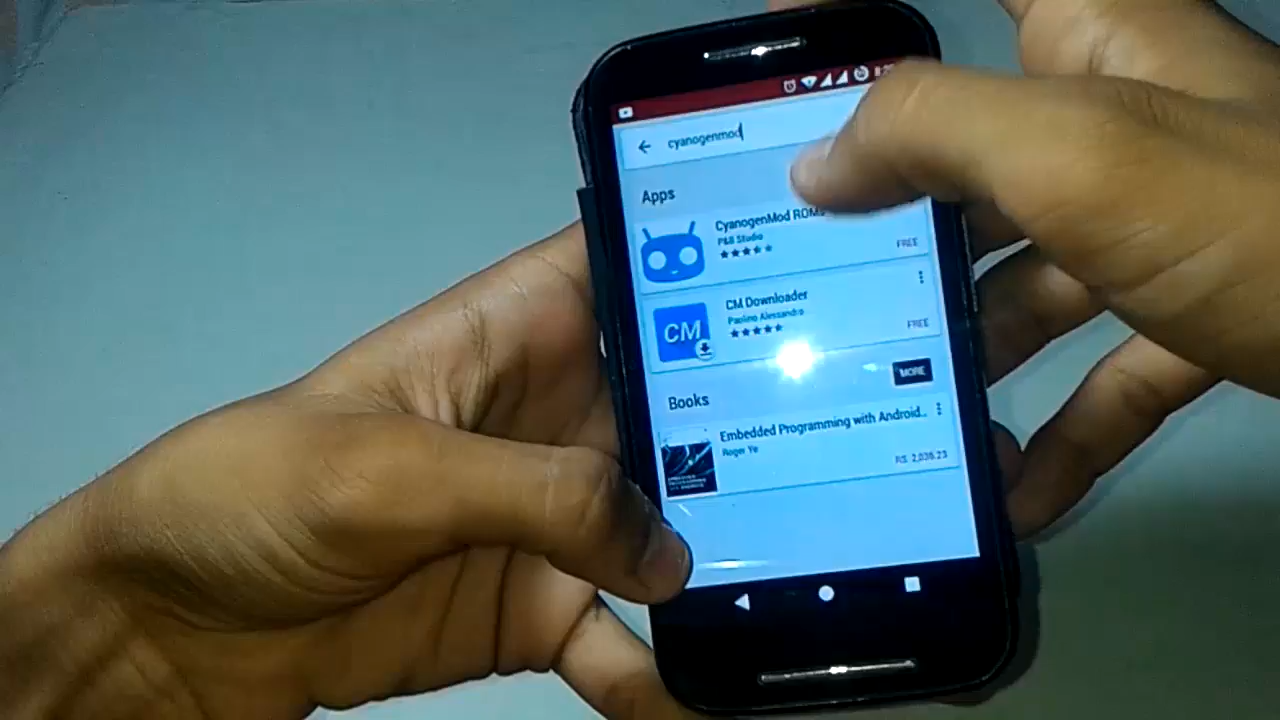 cyanogenmod
Apps
CyanogenMod ROMs
P&B Studio
FREE
CM
CM Downloader
Paolino Alessandro
FREE
Books
MORE
Embedded Programming with Android..
Roger Ye
RS. 2,036.23